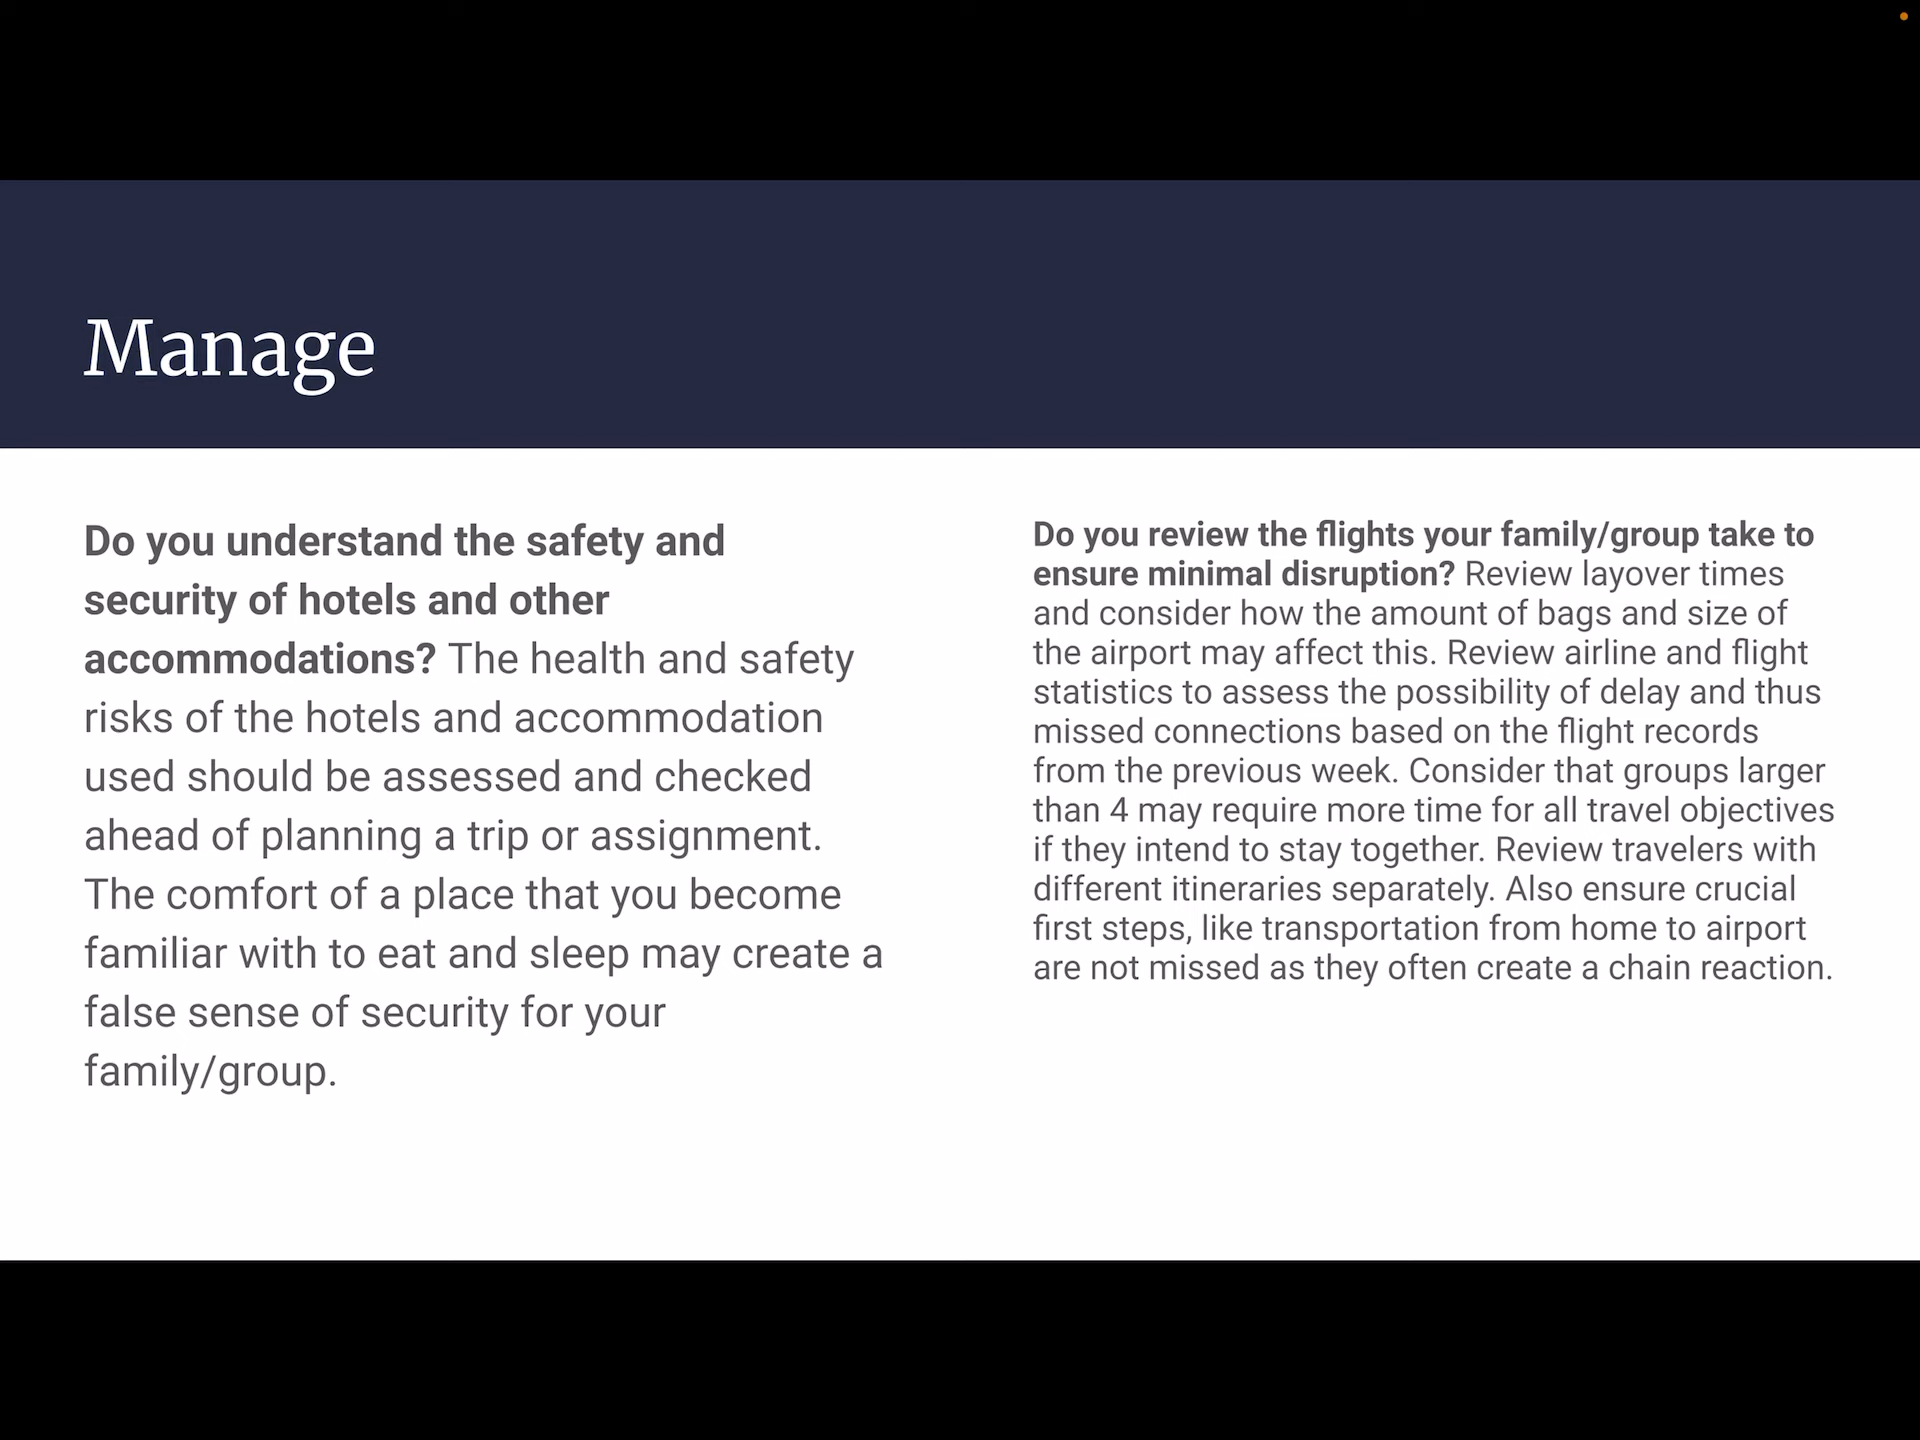 Manage
Do you understand the safety and
security of hotels and other
accommodations? The health and safety
risks of the hotels and accommodation
used should be assessed and checked
ahead of planning a trip or assignment.
The comfort of a place that you become
familiar with to eat and sleep may create a
false sense of security for your
family/group.
Do you review the flights your family/group take to
ensure minimal disruption? Review layover times
and consider how the amount of bags and size of
the airport may affect this. Review airline and flight
statistics to assess the possibility of delay and thus
missed connections based on the flight records
from the previous week. Consider that groups larger
than 4 may require more time for all travel objectives
if they intend to stay together. Review travelers with
different itineraries separately. Also ensure crucial
first steps, like transportation from home to airport
are not missed as they often create a chain reaction.